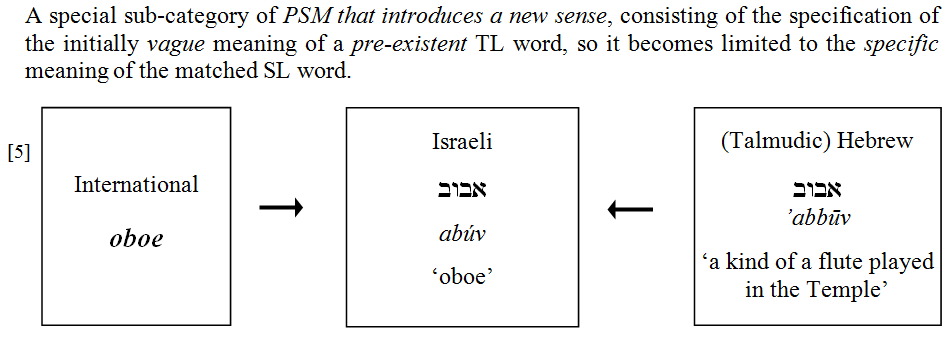 A special sub-category of PSM that introduces a new sense, consisting of the specification of
the initially vague meaning of a pre-existent TL word, so it becomes limited to the specific
meaning of the matched SL word.
[5]
International
oboe
Israeli
אבוב
abúv
‘oboe’
(Talmudic) Hebrew
אבוב
’abbūv
‘a kind of a flute played
in the Temple’